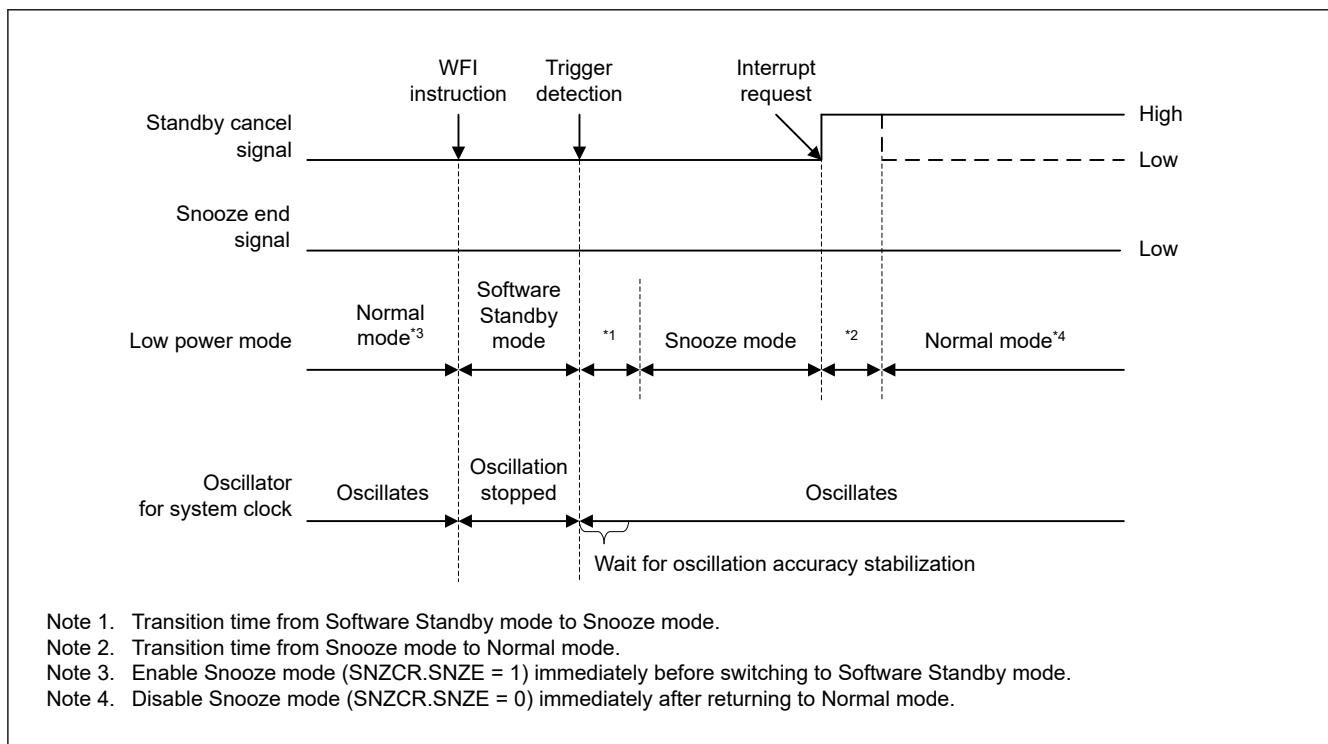 WFI
instruction
Trigger
detection
Interrupt
request
Standby cancel
signal
High
Low
Snooze end
signal
Low
Low power mode
Normal
mode*3
Software
Standby
mode
*1
Snooze mode
*2
Normal mode*4
Oscillator
for system clock
Oscillates
Oscillation
stopped
Oscillates
Wait for oscillation accuracy stabilization
Note 1. Transition time from Software Standby mode to Snooze mode.
Note 2. Transition time from Snooze mode to Normal mode.
Note 3. Enable Snooze mode (SNZCR.SNZE = 1) immediately before switching to Software Standby mode.
Note 4. Disable Snooze mode (SNZCR.SNZE = 0) immediately after returning to Normal mode.